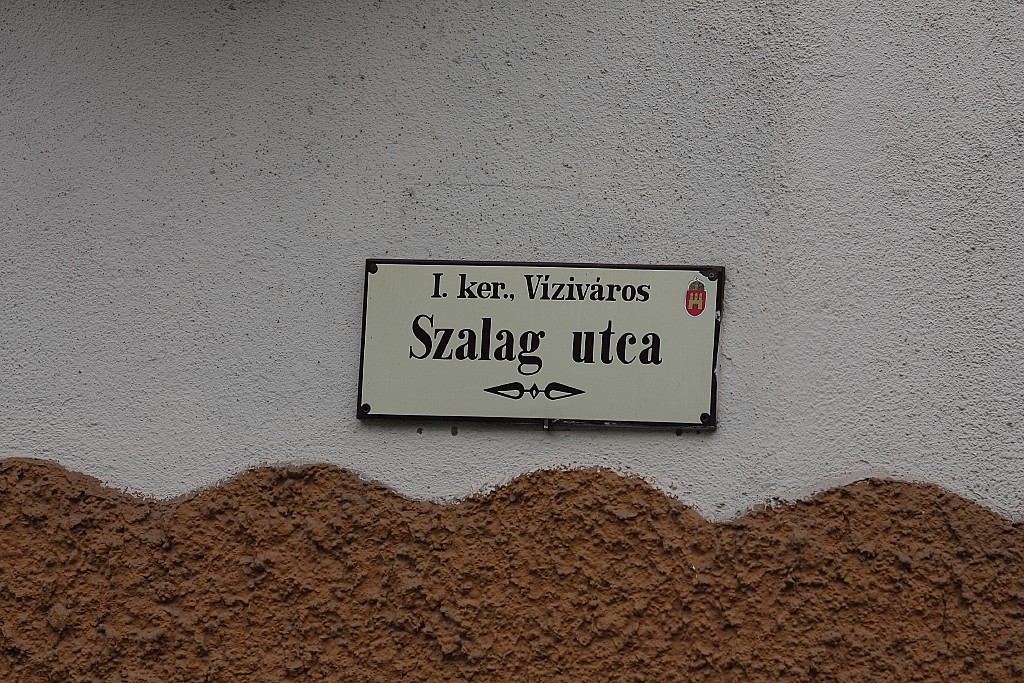 I. ker., Víziváros
Szalag utca